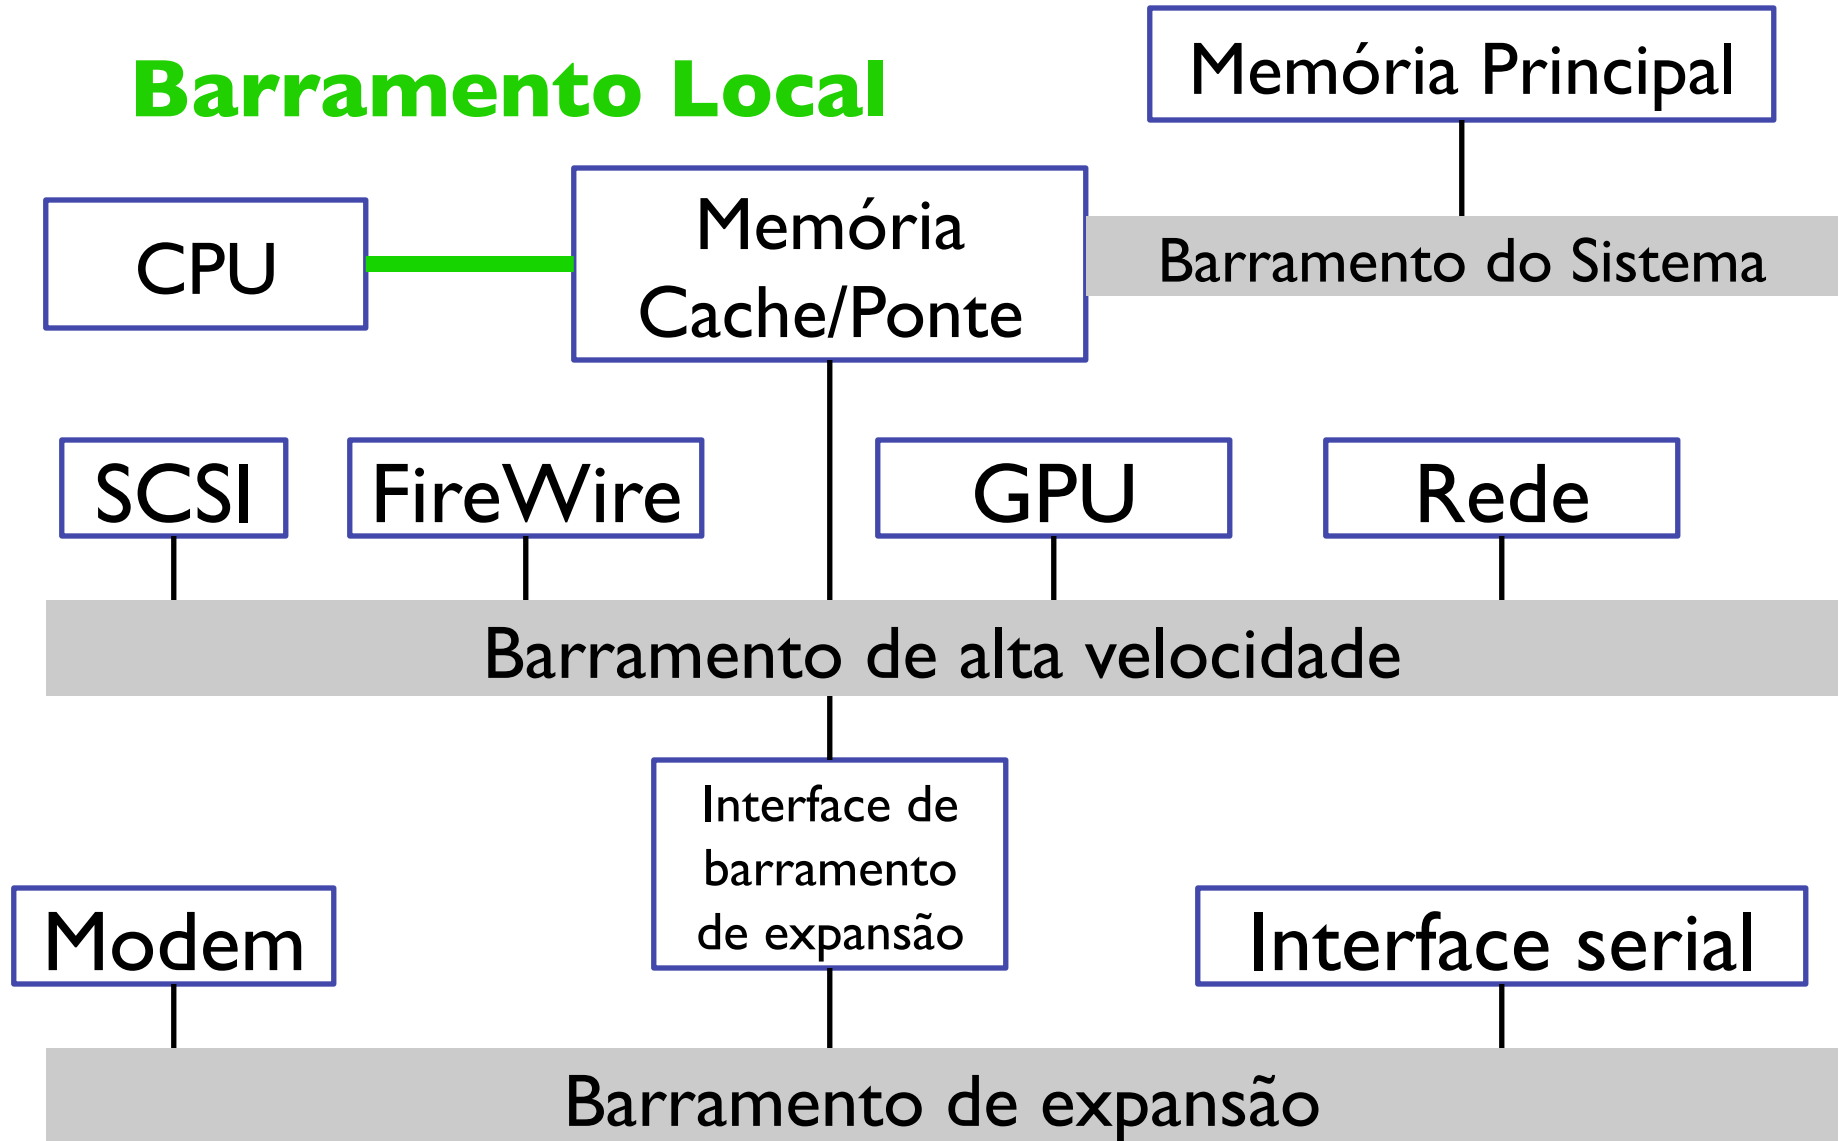 Barramento Local
Memória Principal
CPU
Memória
Cache/Ponte
Barramento do Sistema
SCSI
FireWire
GPU
Rede
Barramento de alta velocidade
Interface de
barramento
de expansão
Modem
Interface serial
Barramento de expansão